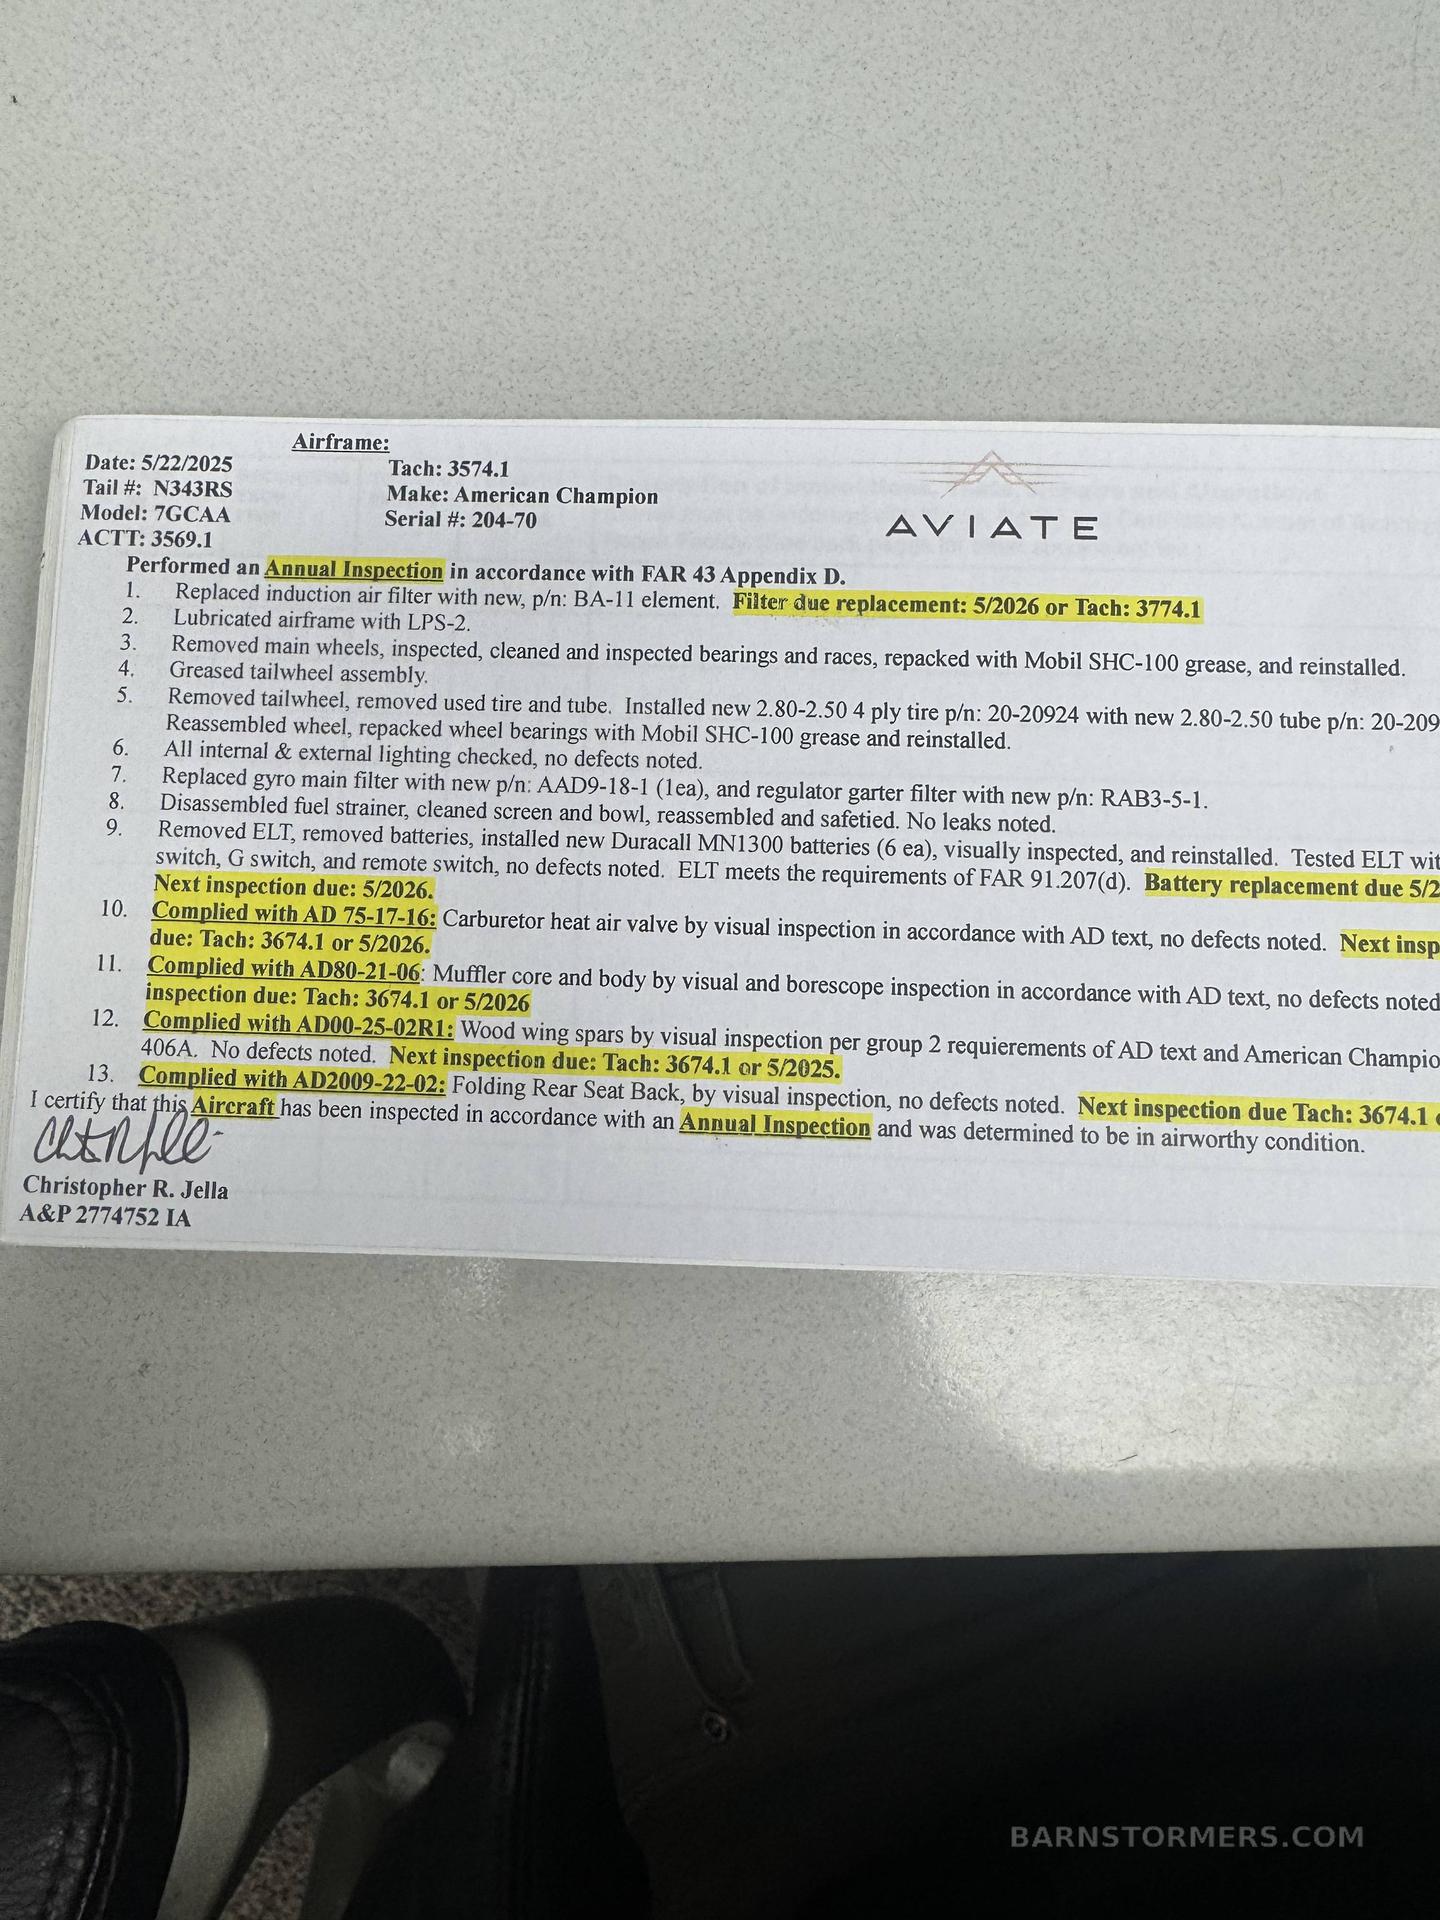 Airframe:
Date: 5/22/2025
Tach: 3574.1
Tail #: N343RS
Make: American Champion
Model: 7GCAA
Serial #: 204-70
ACTT: 3569.1
AVIATE
Performed an Annual Inspection in accordance with FAR 43 Appendix D.
1. Replaced induction air filter with new, p/n: BA-11 element. Filter due replacement: 5/2026 or Tach: 3774.1
2. Lubricated airframe with LPS-2.
3. Removed main wheels, inspected, cleaned and inspected bearings and races, repacked with Mobil SHC-100 grease, and reinstalled.
4. Greased tailwheel assembly.
5. Removed tailwheel, removed used tire and tube. Installed new 2.80-2.50 4 ply tire p/n: 20-20924 with new 2.80-2.50 tube p/n: 20-209
Reassembled wheel, repacked wheel bearings with Mobil SHC-100 grease and reinstalled.
6. All internal & external lighting checked, no defects noted.
7. Replaced gyro main filter with new p/n: AAD9-18-1 (1ea), and regulator garter filter with new p/n: RAB3-5-1.
8. Disassembled fuel strainer, cleaned screen and bowl, reassembled and safetied. No leaks noted.
9. Removed ELT, removed batteries, installed new Duracall MN1300 batteries (6 ea), visually inspected, and reinstalled. Tested ELT wit
switch, G switch, and remote switch, no defects noted. ELT meets the requirements of FAR 91.207(d). Battery replacement due 5/2
Next inspection due: 5/2026.
10. Complied with AD 75-17-16: Carburetor heat air valve by visual inspection in accordance with AD text, no defects noted. Next insp
due: Tach: 3674.1 or 5/2026.
11. Complied with AD80-21-06: Muffler core and body by visual and borescope inspection in accordance with AD text, no defects noted
inspection due: Tach: 3674.1 or 5/2026
12. Complied with AD00-25-02R1: Wood wing spars by visual inspection per group 2 requierements of AD text and American Champio
406A. No defects noted. Next inspection due: Tach: 3674.1 or 5/2025.
13. Complied with AD2009-22-02: Folding Rear Seat Back, by visual inspection, no defects noted. Next inspection due Tach: 3674.1
I certify that this Aircraft has been inspected in accordance with an Annual Inspection and was determined to be in airworthy condition.
Christopher R. Jella
A&P 2774752 IA
BARNSTORMERS.COM